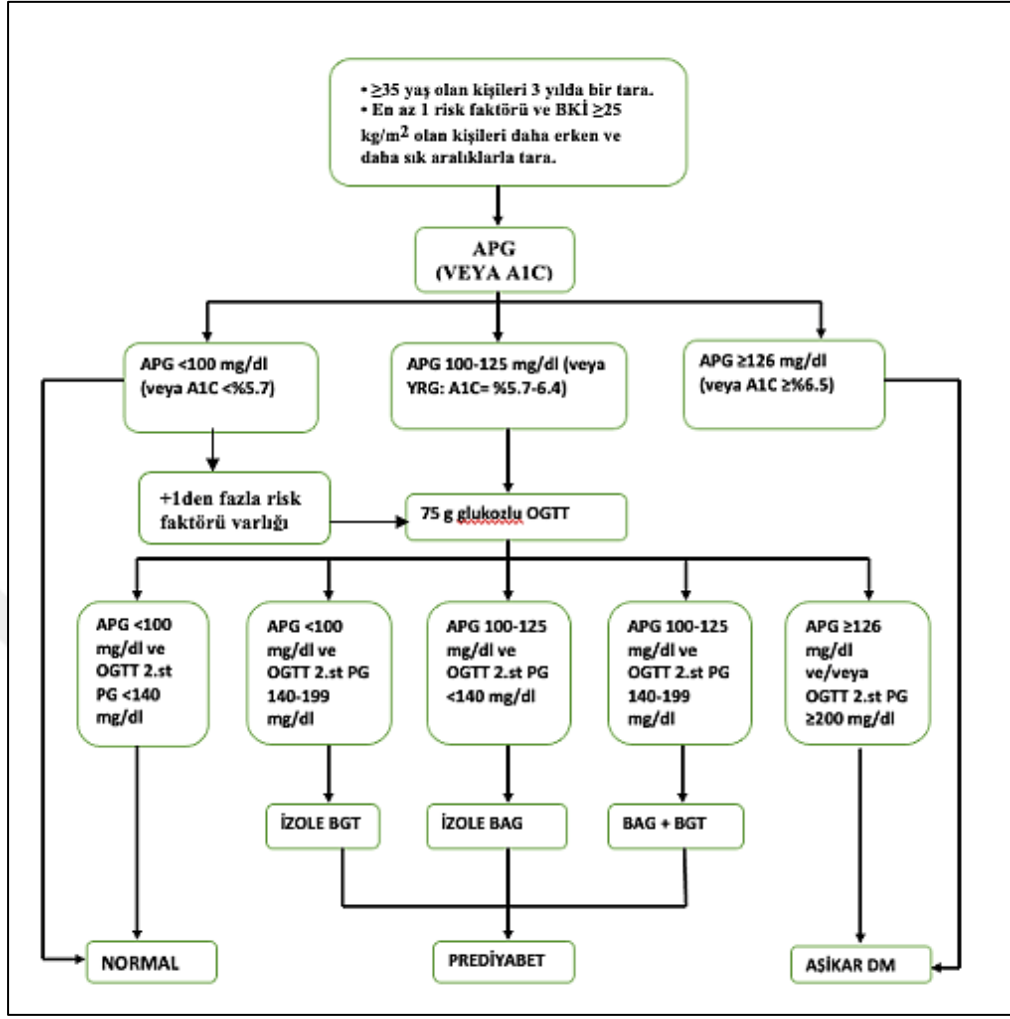 • ≥35 yaş olan kişileri 3 yılda bir tara.
• En az 1 risk faktörü ve BKİ ≥25
kg/m2 olan kişileri daha erken ve
daha sık aralıklarla tara.
APG
(VEYA A1C)
APG <100 mg/dl
(veya A1C <%5.7)
APG 100-125 mg/dl (veya
YRG: A1C= %5.7-6.4)
APG ≥126 mg/dl
(veya A1C ≥%6.5)
+1den fazla risk
faktörü varlığı
75 g glukozlu OGTT
APG <100
mg/dl ve
OGTT 2.st
PG <140
mg/dl
APG <100
mg/dl ve
OGTT 2.st PG
140-199
mg/dl
APG 100-125
mg/dl ve
OGTT 2.st PG
<140 mg/dl
APG 100-125
mg/dl ve
OGTT 2.st PG
140-199
mg/dl
APG ≥126
mg/dl
ve/veya
OGTT 2.st PG
≥200 mg/dl
İZOLE BGT
İZOLE BAG
BAG + BGT
NORMAL
PREDİYABET
ASİKAR DM